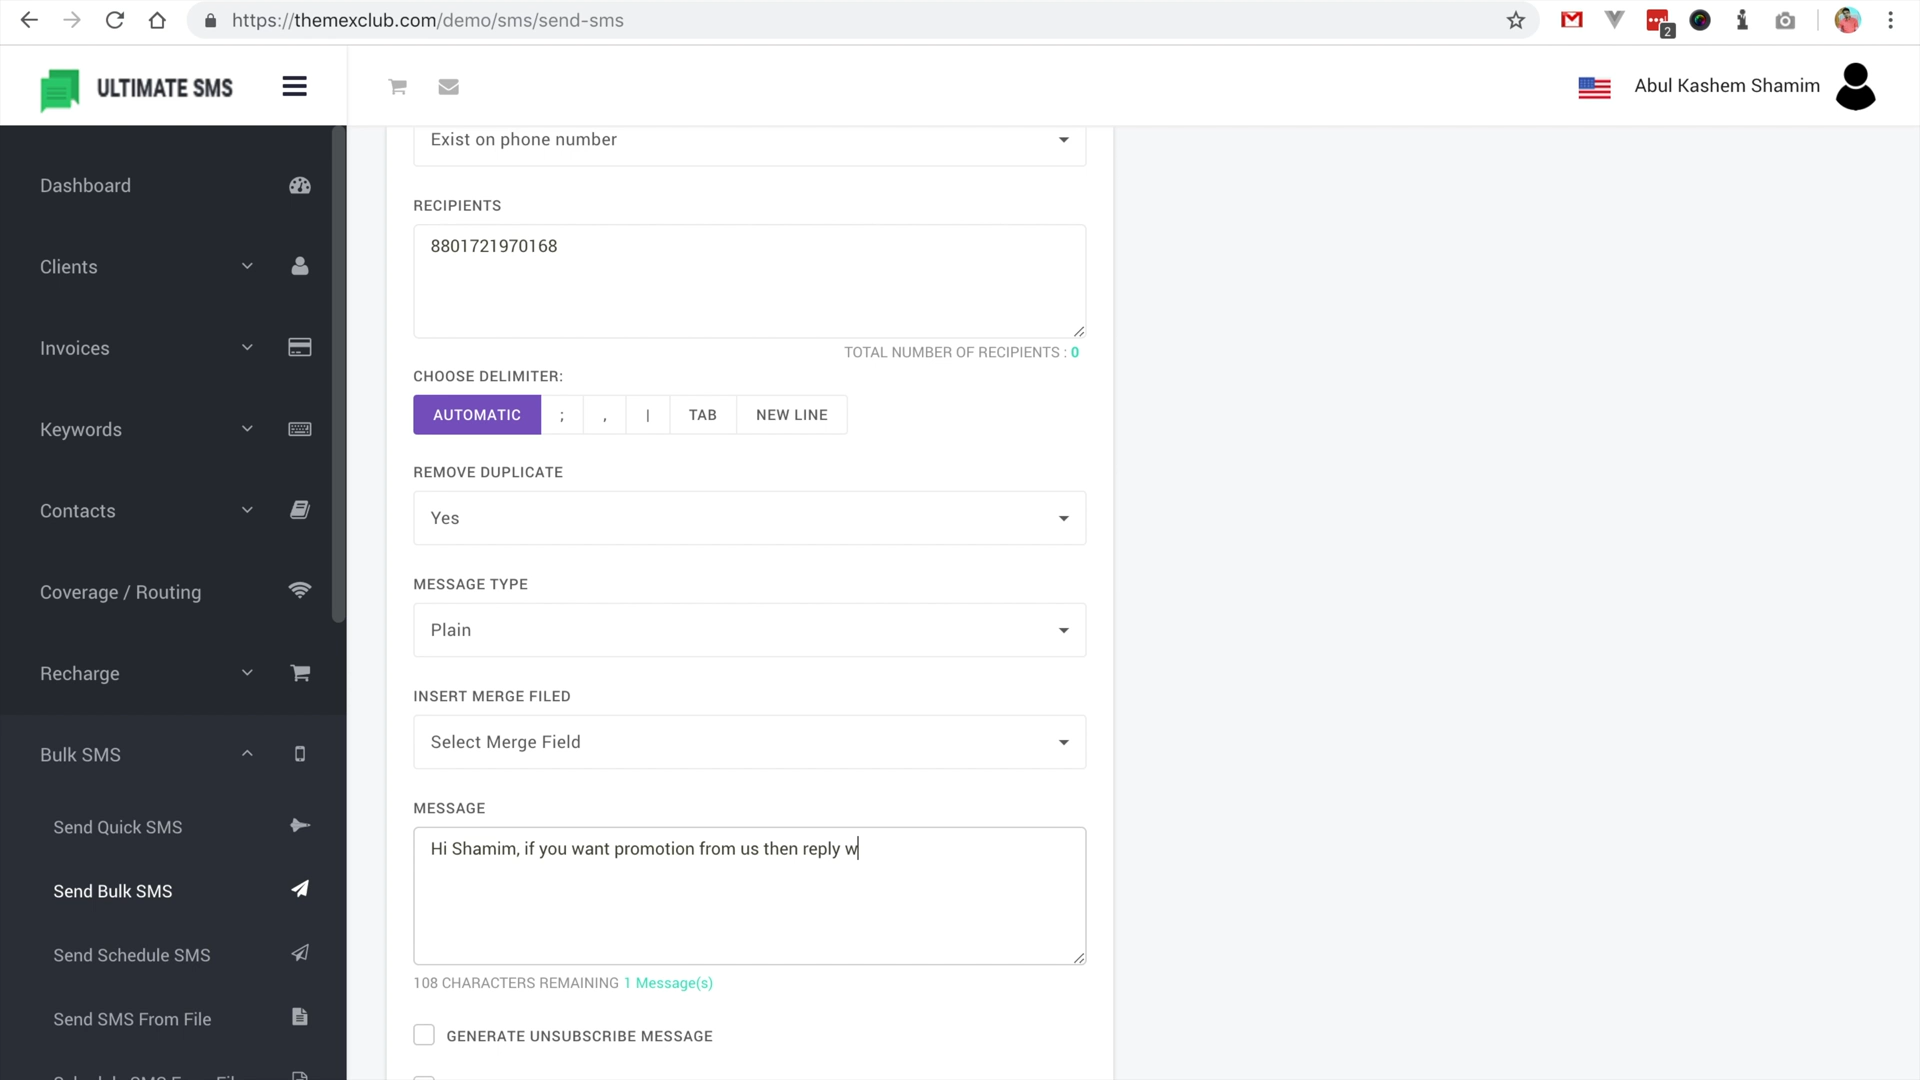 https://themexclub.com/demo/sms/send-sms
2
ULTIMATE SMS
Abul Kashem Shamim
Dashboard
Clients
Invoices
Keywords
Contacts
Coverage / Routing
Recharge
Bulk SMS
Send Quick SMS
Send Bulk SMS
Send Schedule SMS
Send SMS From File
Exist on phone number
RECIPIENTS
8801721970168
TOTAL NUMBER OF RECIPIENTS : 0
CHOOSE DELIMITER:
AUTOMATIC ; , | TAB NEW LINE
REMOVE DUPLICATE
Yes
MESSAGE TYPE
Plain
INSERT MERGE FILED
Select Merge Field
MESSAGE
Hi Shamim, if you want promotion from us then reply w
108 CHARACTERS REMAINING 1 Message(s)
GENERATE UNSUBSCRIBE MESSAGE